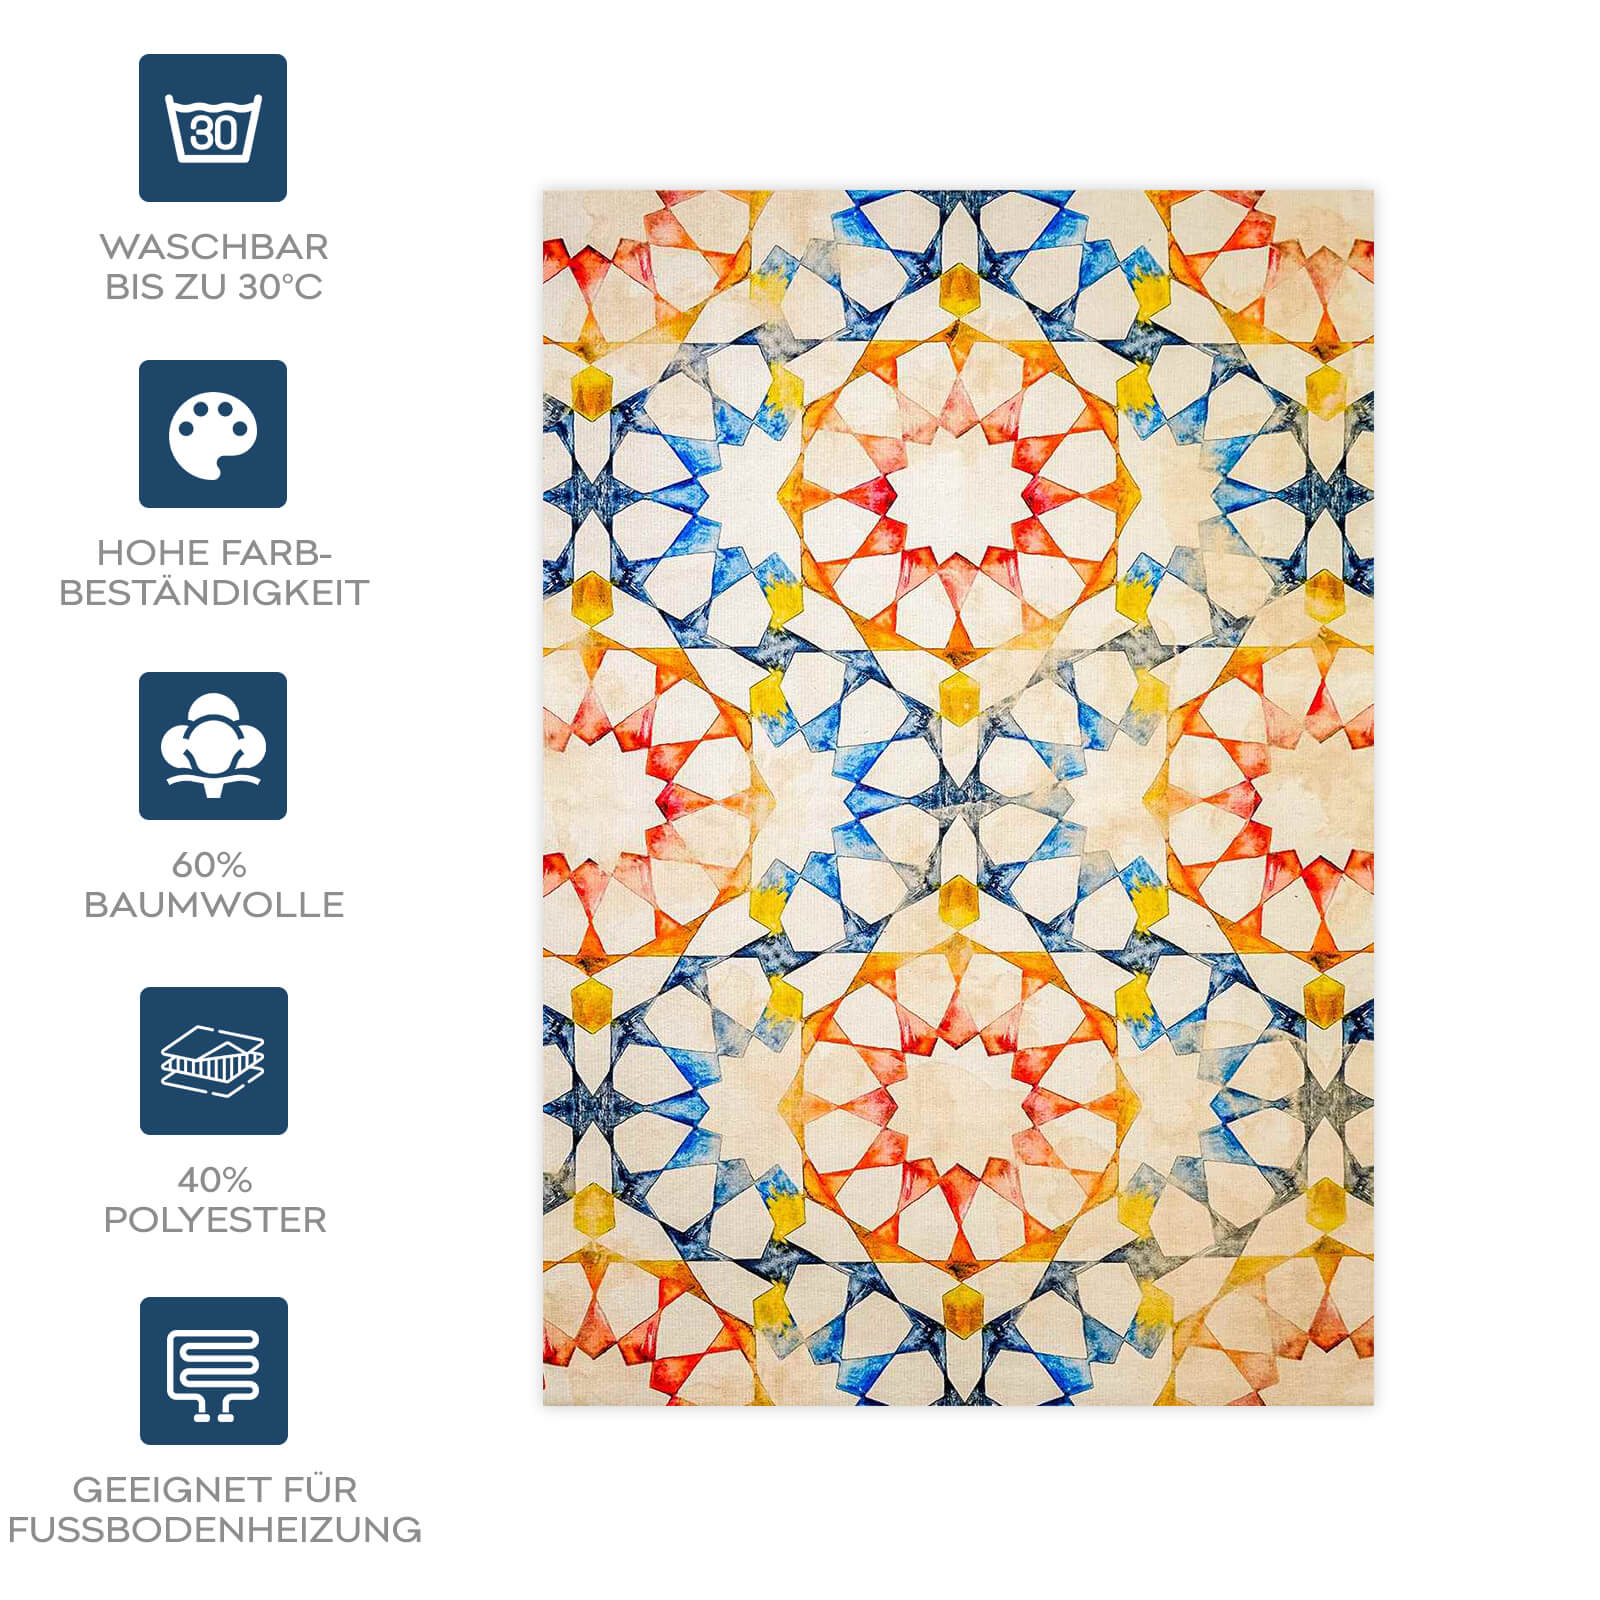 30
WASCHBAR
BIS ZU 30°C
HOHE FARB-
BESTÄNDIGKEIT
60%
BAUMWOLLE
40%
POLYESTER
GEEIGNET FÜR
FUSSBODENHEIZUNG